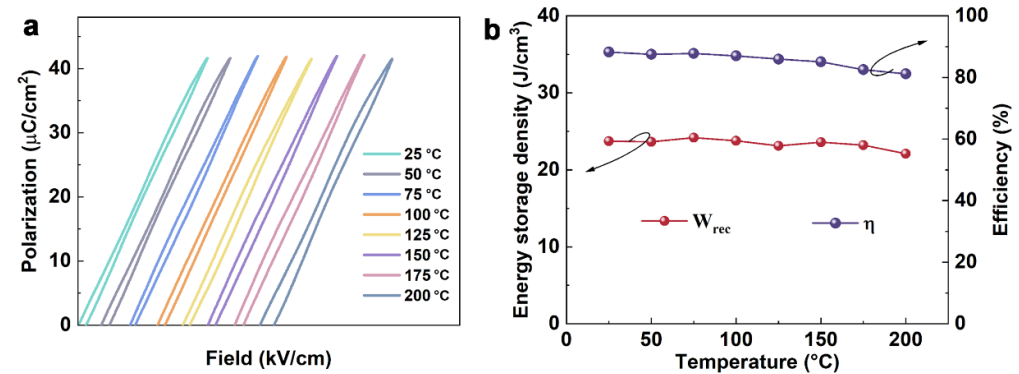 a
Polarization (μC/cm²)
40
30
20
10
0
25 °C
50 °C
75 °C
100 °C
125 °C
150 °C
175 °C
200 °C
Field (kV/cm)
b
Energy storage density (J/cm³)
40
30
20
10
0
W_rec
η
100
80
60
40
20
0
Efficiency (%)
0
50
100
150
200
Temperature (°C)